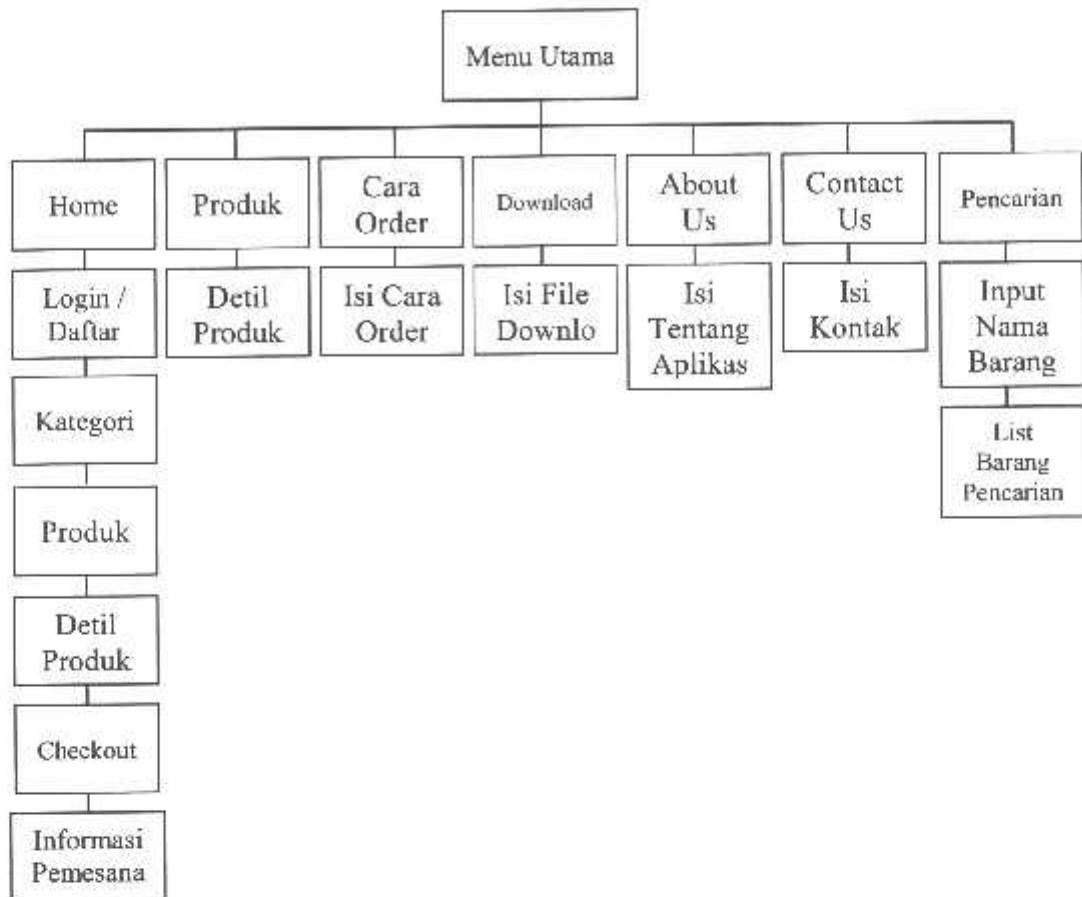 Menu Utama
Home
Produk
Cara
Order
Download
About
Us
Contact
Us
Pencarian
Login /
Daftar
Detil
Produk
Isi Cara
Order
Isi File
Downlo
Isi
Tentang
Aplikas
Isi
Kontak
Input
Nama
Barang
Kategori
List
Barang
Pencarian
Produk
Detil
Produk
Checkout
Informasi
Pemesana